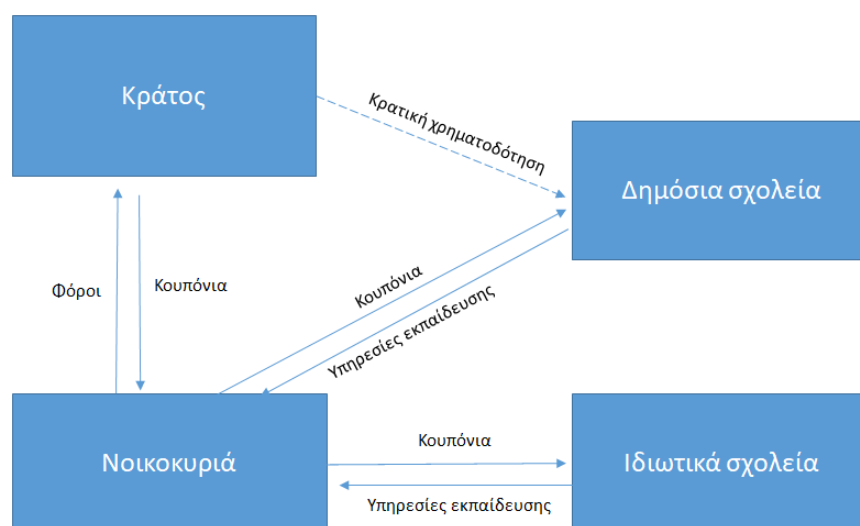 Κράτος
Κρατική χρηματοδότηση
Δημόσια σχολεία
Φόροι
Κουπόνια
Κουπόνια
Υπηρεσίες εκπαίδευσης
Νοικοκυριά
Κουπόνια
Υπηρεσίες εκπαίδευσης
Ιδιωτικά σχολεία